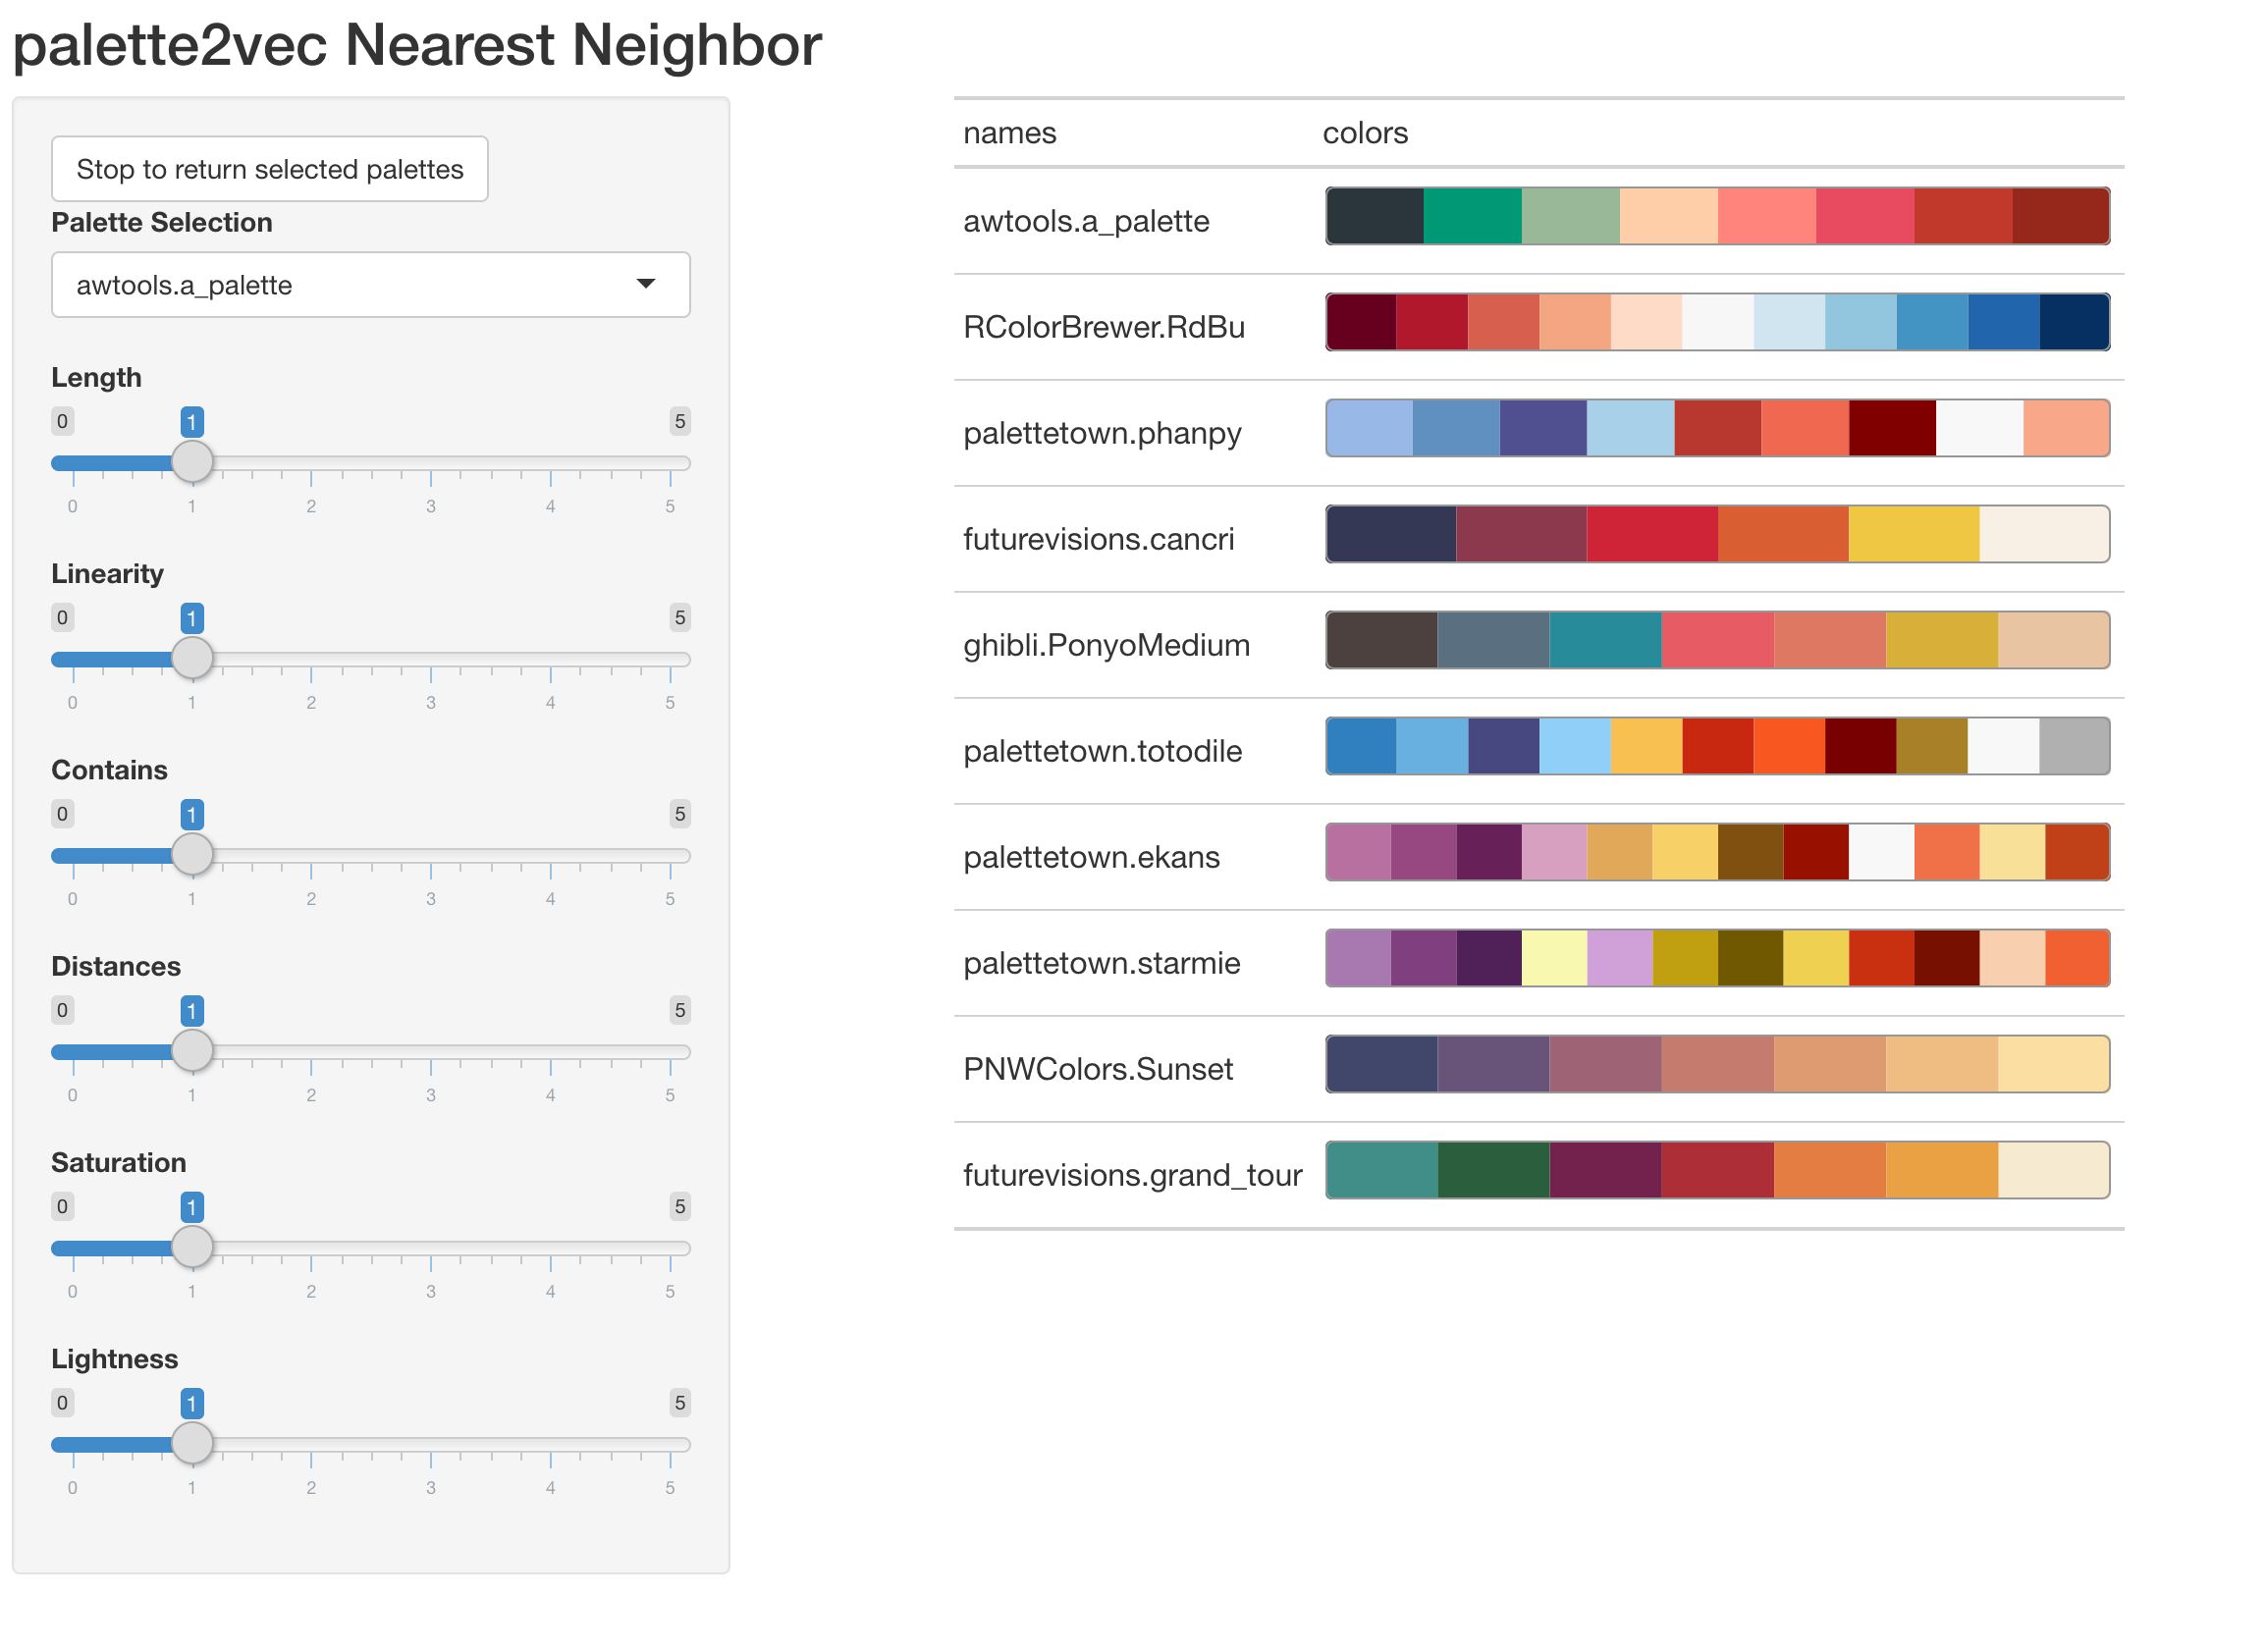 palette2vec Nearest Neighbor
Stop to return selected palettes
Palette Selection
awtools.a_palette
Length
0 1 5
0 1 2 3 4 5
Linearity
0 1 5
0 1 2 3 4 5
Contains
0 1 5
0 1 2 3 4 5
Distances
0 1 5
0 1 2 3 4 5
Saturation
0 1 5
0 1 2 3 4 5
Lightness
0 1 5
0 1 2 3 4 5
names colors
awtools.a_palette
RColorBrewer.RdBu
palettetown.phanpy
futurevisions.cancri
ghibli.PonyoMedium
palettetown.totodile
palettetown.ekans
palettetown.starmie
PNWColors.Sunset
futurevisions.grand_tour